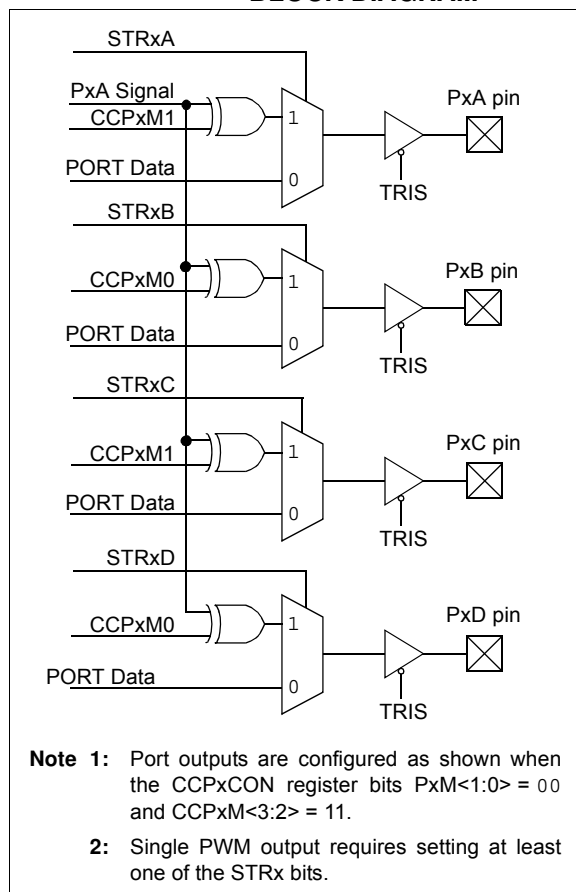 STRxA
PxA Signal
CCPxM1
1
PORT Data
0
TRIS
PxA pin
STRxB
CCPxM0
1
PORT Data
0
TRIS
PxB pin
STRxC
CCPxM1
1
PORT Data
0
TRIS
PxC pin
STRxD
CCPxM0
1
PORT Data
0
TRIS
PxD pin
Note 1: Port outputs are configured as shown when
the CCPxCON register bits PxM<1:0> = 00
and CCPxM<3:2> = 11.
2: Single PWM output requires setting at least
one of the STRx bits.